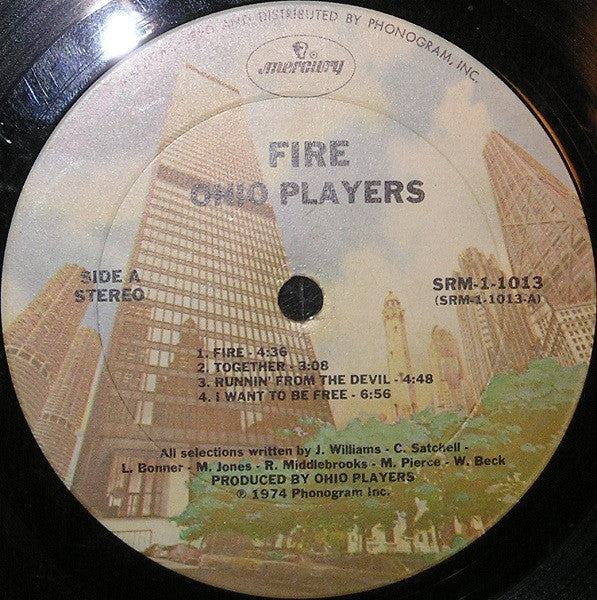 AND DISTRIBUTED BY PHONOGRAM, INC.
mercury
FIRE
OHIO PLAYERS
SIDE A
STEREO
SRM-1-1013
(SRM-1-1013-A)
1. FIRE - 4:36
2. TOGETHER - 3:08
3. RUNNIN' FROM THE DEVIL - 4:48
4. I WANT TO BE FREE - 6:56
All selections written by J. Williams - C. Satchell -
L. Bonner - M. Jones - R. Middlebrooks - M. Pierce - W. Beck
PRODUCED BY OHIO PLAYERS
℗ 1974 Phonogram Inc.